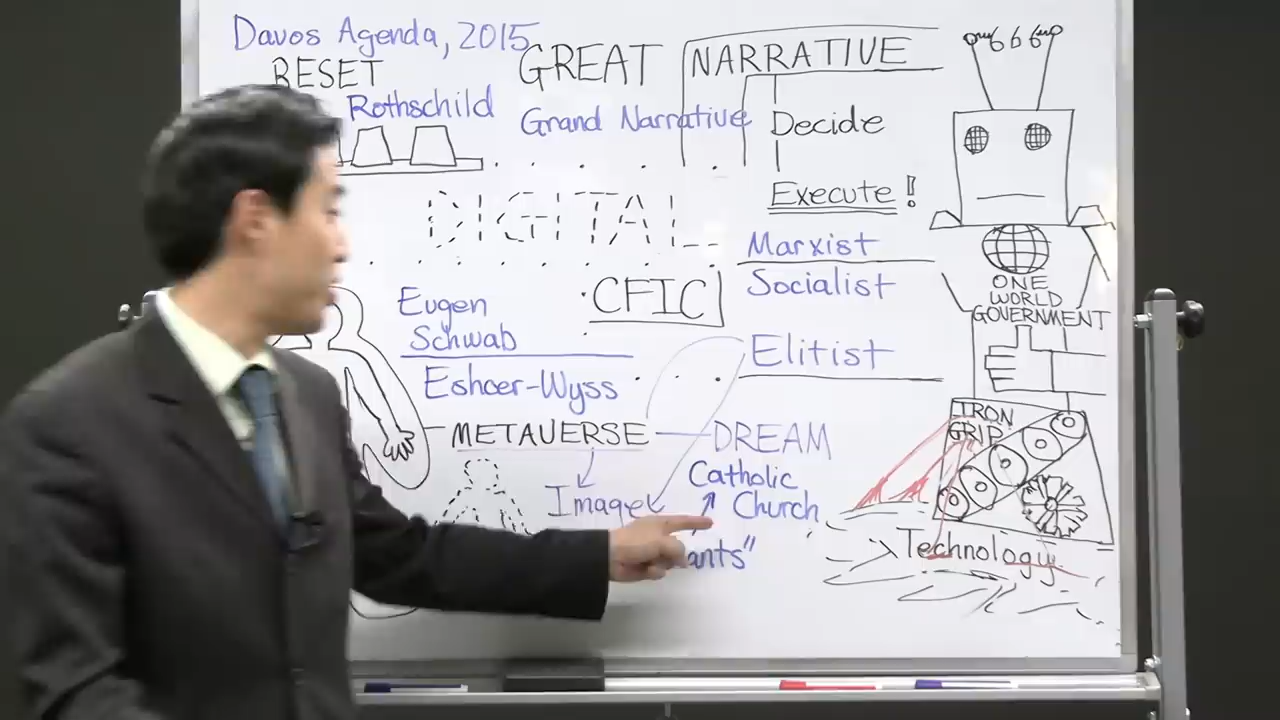 Davos Agenda, 2015
RESET
GREAT NARRATIVE
Rothschild
Grand Narrative
Decide
DIGITAL
Execute!
Marxist
Socialist
CFIC
Eugen
Schwab
Elitist
Eshcer-Wyss
METAVERSE
DREAM
Image
Catholic
Church
ants"
666
ONE
WORLD
GOVERNMENT
IRON
GRIP
Technology